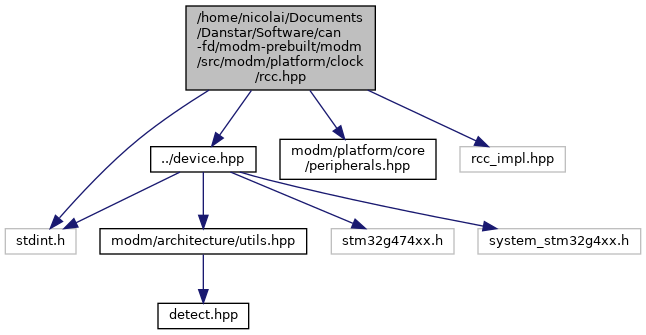 /home/nicolai/Documents
/Danstar/Software/can
-fd/modm-prebuilt/modm
/src/modm/platform/clock
/rcc.hpp
../device.hpp
modm/platform/core
/peripherals.hpp
rcc_impl.hpp
stdint.h
modm/architecture/utils.hpp
stm32g474xx.h
system_stm32g4xx.h
detect.hpp